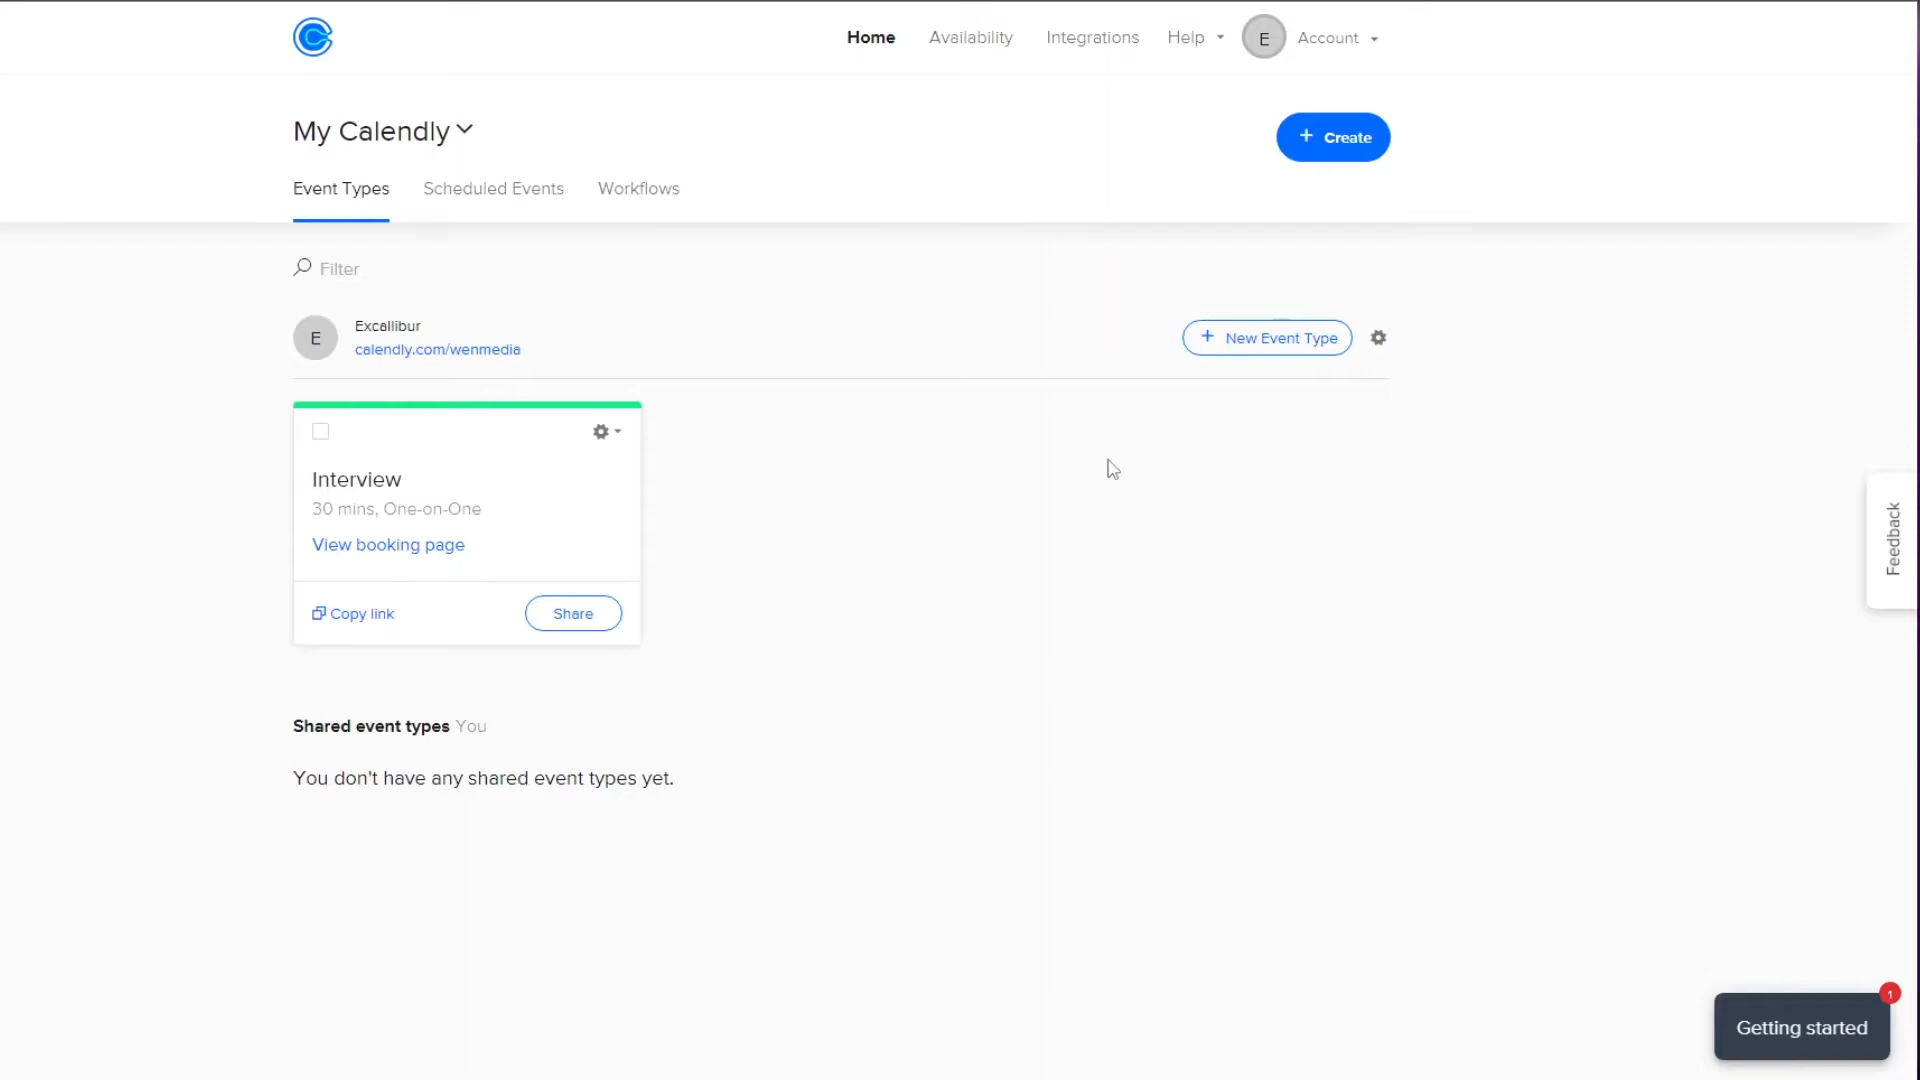 Home Availability Integrations Help E Account
My Calendly
+ Create
Event Types Scheduled Events Workflows
Filter
E
Excallibur
calendly.com/wenmedia
+ New Event Type
Interview
30 mins, One-on-One
View booking page
Copy link
Share
Feedback
Shared event types You
You don't have any shared event types yet.
1
Getting started